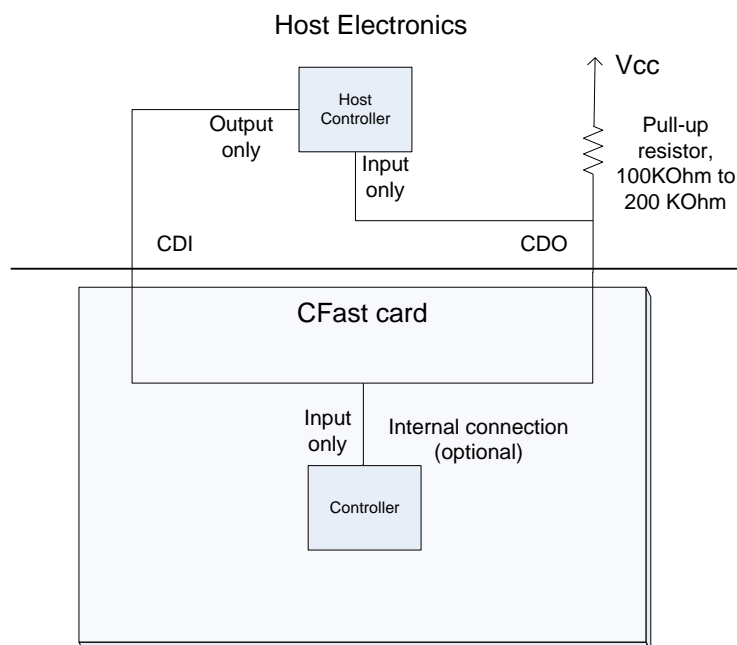 Host Electronics
Vcc
Host
Controller
Output
only
Input
only
Pull-up
resistor,
100KOhm to
200 KOhm
CDI
CDO
CFast card
Input
only
Internal connection
(optional)
Controller